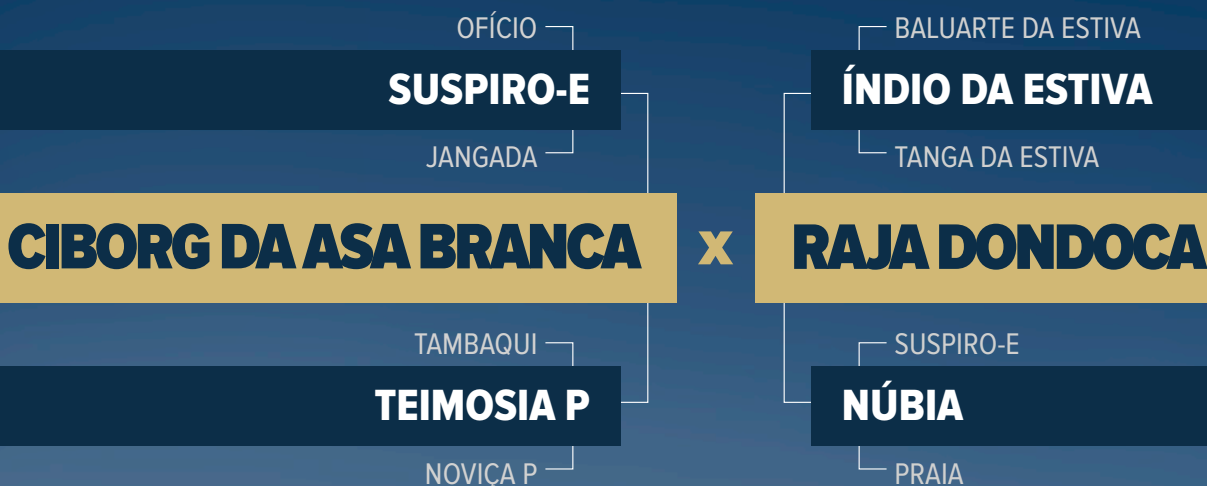 OFÍCIO
SUSPIRO-E
JANGADA
CIBORG DA ASA BRANCA
TAMBAQUI
TEIMOSIA P
NOVIÇA P
X
BALUARTE DA ESTIVA
ÍNDIO DA ESTIVA
TANGA DA ESTIVA
RAJA DONDOCA
SUSPIRO-E
NÚBIA
PRAIA